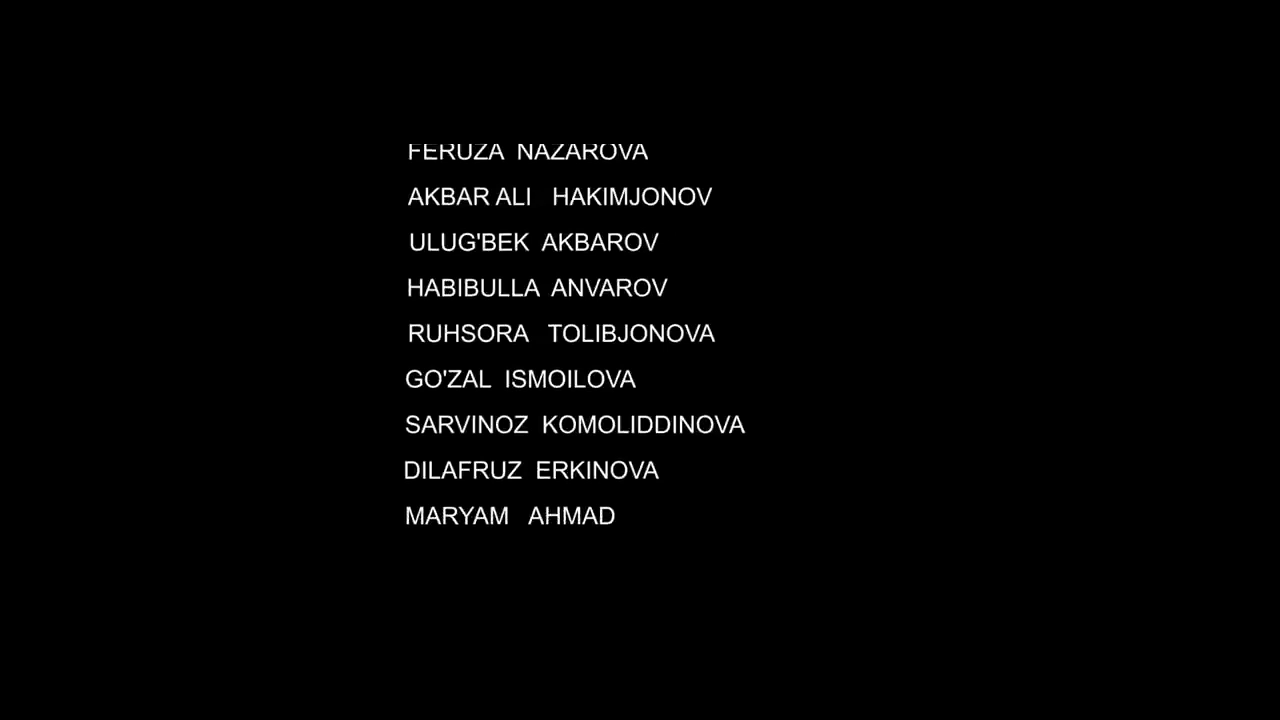 FERUZA NAZAROVA
AKBAR ALI HAKIMJONOV
ULUG'BEK AKBAROV
HABIBULLA ANVAROV
RUHSORA TOLIBJONOVA
GO'ZAL ISMOILOVA
SARVINOZ KOMOLIDDINOVA
DILAFRUZ ERKINOVA
MARYAM AHMAD